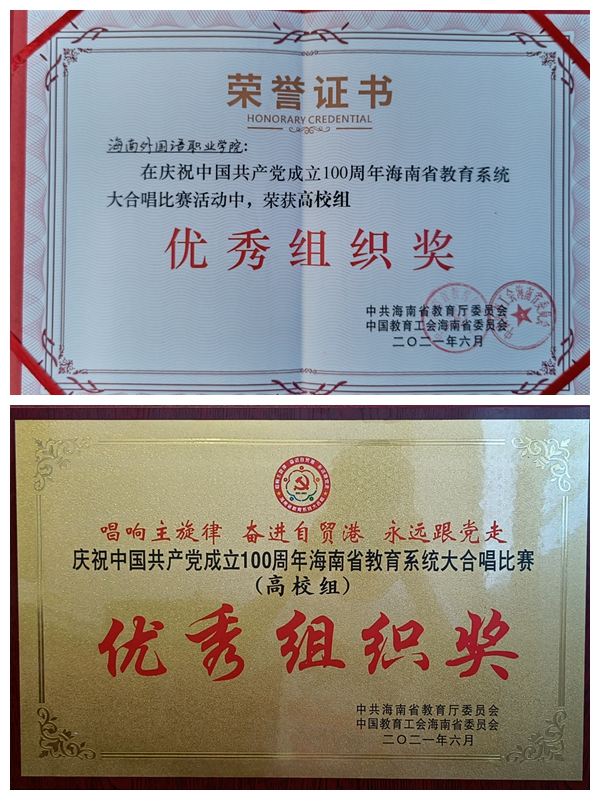 荣誉证书
HONORARY CREDENTIAL
海南外国语职业学院:
在庆祝中国共产党成立100周年海南省教育系统
大合唱比赛活动中，荣获高校组
优秀组织奖
中共海南省教育厅委员会
中国教育工会海南省委员会
二〇二一年六月
唱响主旋律 奋进自贸港 永远跟党走
庆祝中国共产党成立100周年海南省教育系统大合唱比赛
（高校组）
优秀组织奖
中共海南省教育厅委员会
中国教育工会海南省委员会
二〇二一年六月